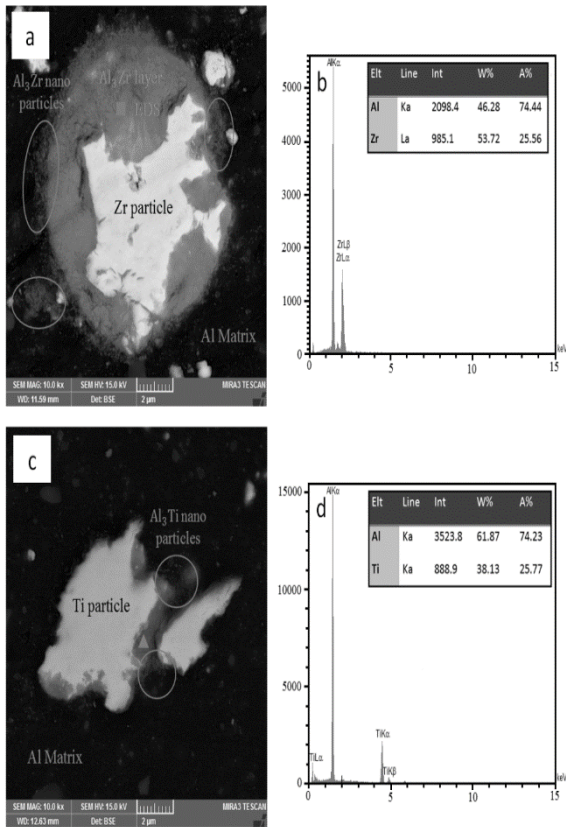 a
Al₃Zr nano
particles
Al₃Zr layer
EDS
Zr particle
Al Matrix
SEM MAG: 10.0 kx
SEM HV: 15.0 kV
MIRA3 TESCAN
WD: 11.59 mm
Det: BSE
2 µm
b
AlKα
5000
4000
3000
2000
1000
0
ZrLβ
ZrLα
Elt Line Int W% A%
Al Ka 2098.4 46.28 74.44
Zr La 985.1 53.72 25.56
0 5 10 15
keV
c
Al₃Ti nano
particles
Ti particle
Al Matrix
SEM MAG: 10.0 kx
SEM HV: 15.0 kV
MIRA3 TESCAN
WD: 12.63 mm
Det: BSE
2 µm
d
AlKα
15000
10000
5000
0
TiLα
TiKα
TiKβ
Elt Line Int W% A%
Al Ka 3523.8 61.87 74.23
Ti Ka 888.9 38.13 25.77
0 5 10 15
keV